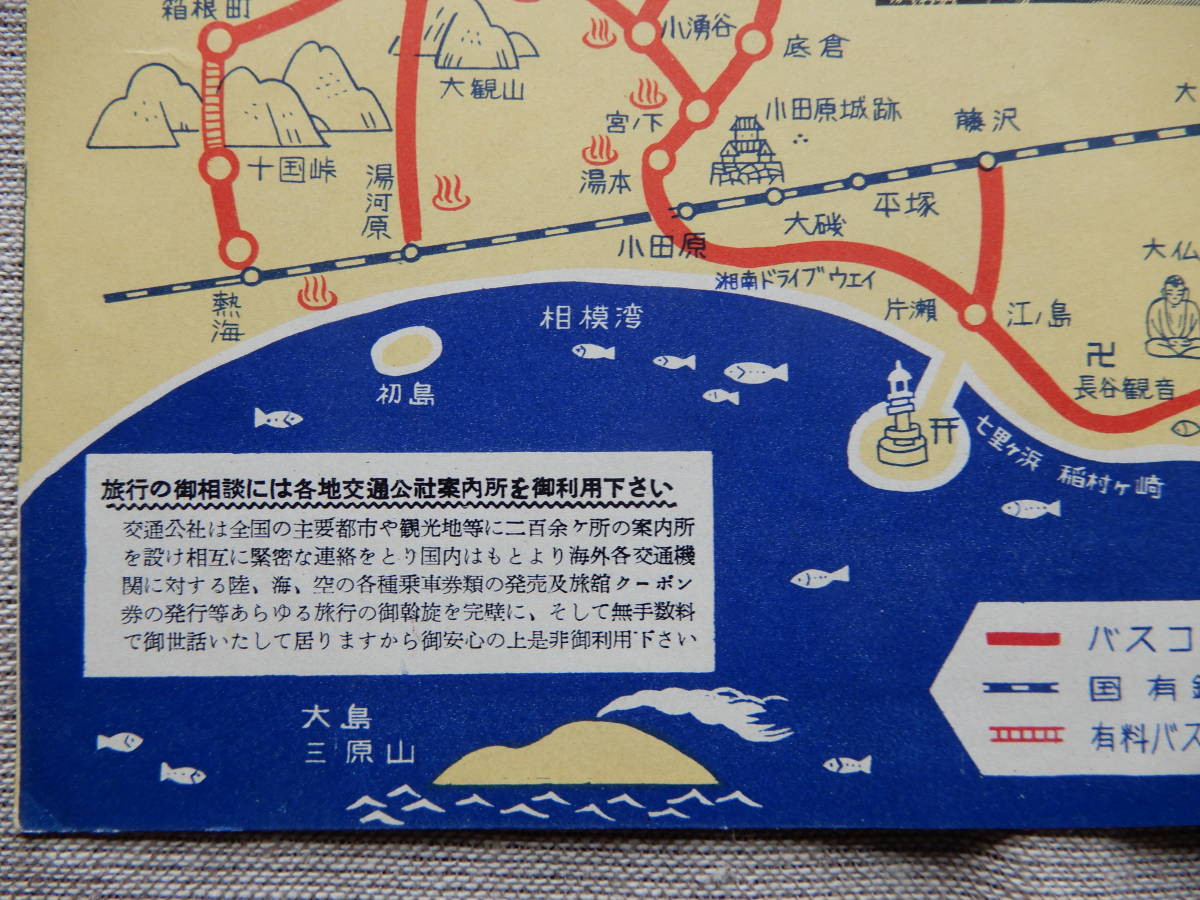 箱根町
小湧谷
底倉
大観山
大
宮ノ下
小田原城跡
藤沢
十国峠
湯河原
湯本
平塚
大磯
小田原
大仏
湘南ドライブウェイ
熱海
相模湾
片瀬
江ノ島
卍
長谷観音
初島
七里ヶ浜
稲村ヶ崎
旅行の御相談には各地交通公社案内所を御利用下さい
交通公社は全国の主要都市や観光地等に二百余ケ所の案内所
を設け相互に緊密な連絡をとり国内はもとより海外各交通機
関に対する陸、海、空の各種乗車券類の発売及旅舘クーポン
券の発行等あらゆる旅行の御斡旋を完壁に、そして無手数料
で御世話いたして居りますから御安心の上是非御利用下さい
バスコ
国有鉄
有料バス
大島
三原山